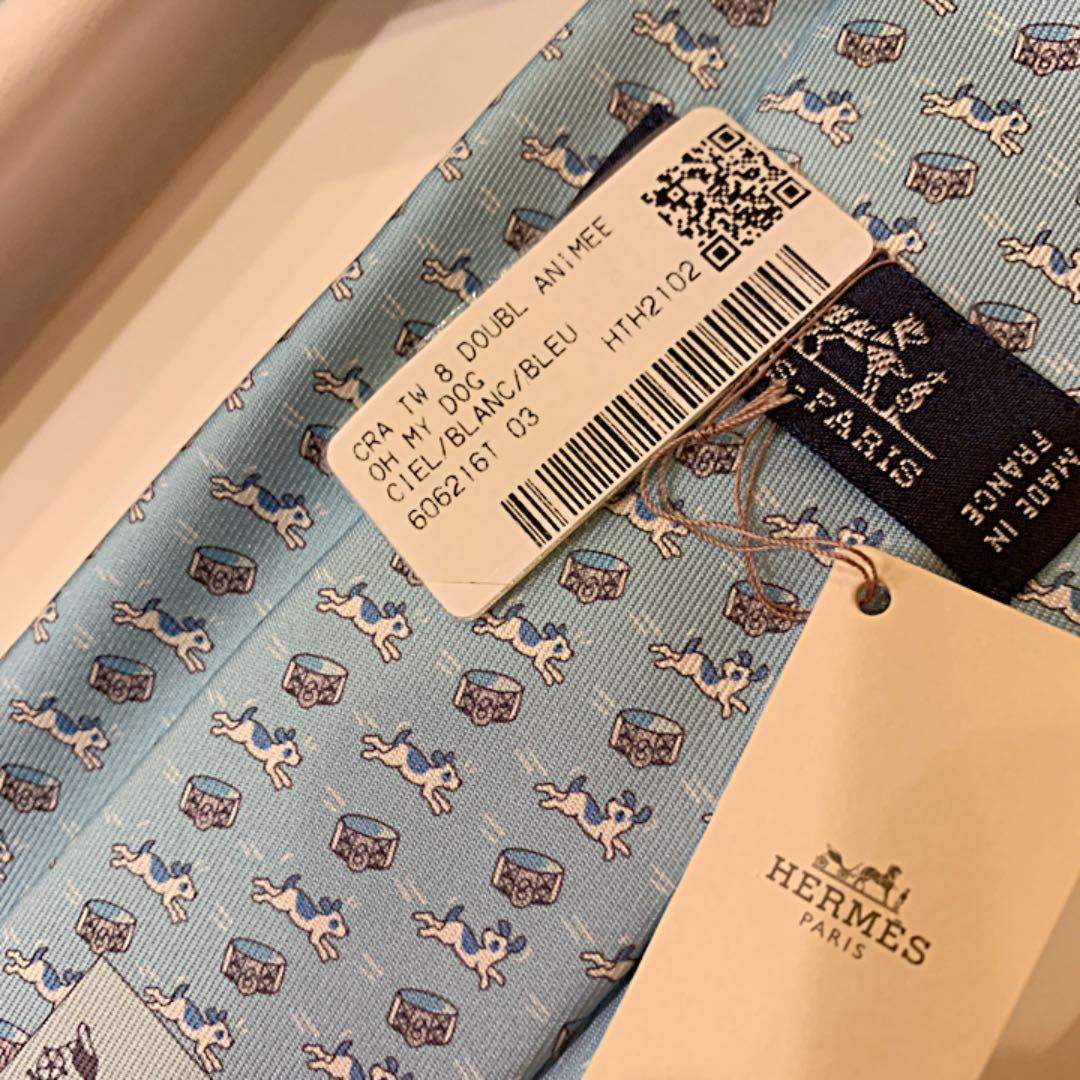 CRA TW 8 DOUBL ANIMEE
OH MY DOG
CIEL/BLANC/BLEU HTH2102
606216T 03
S-PARIS
MADE IN
FRANCE
HERMÈS
PARIS